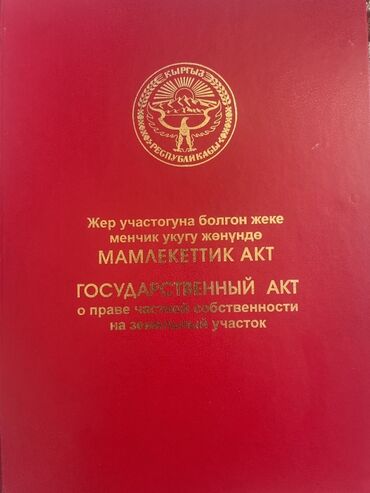 КЫРГЫЗ
РЕСПУБЛИКАСЫ
Жер участогуна болгон жеке
менчик укугу жөнүндө
МАМЛЕКЕТТИК АКТ
ГОСУДАРСТВЕННЫЙ АКТ
о праве частной собственности
на земельный участок